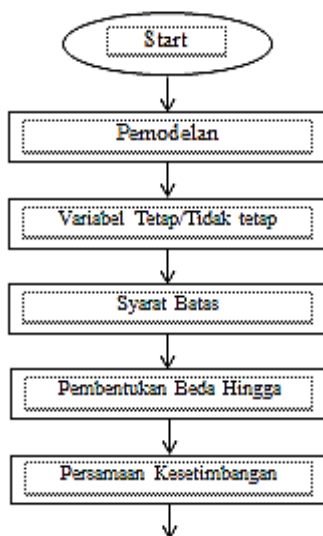 Start
Pemodelan
Variabel Tetap/Tidak tetap
Syarat Batas
Pembentukan Beda Hingga
Persamaan Kesetimbangan